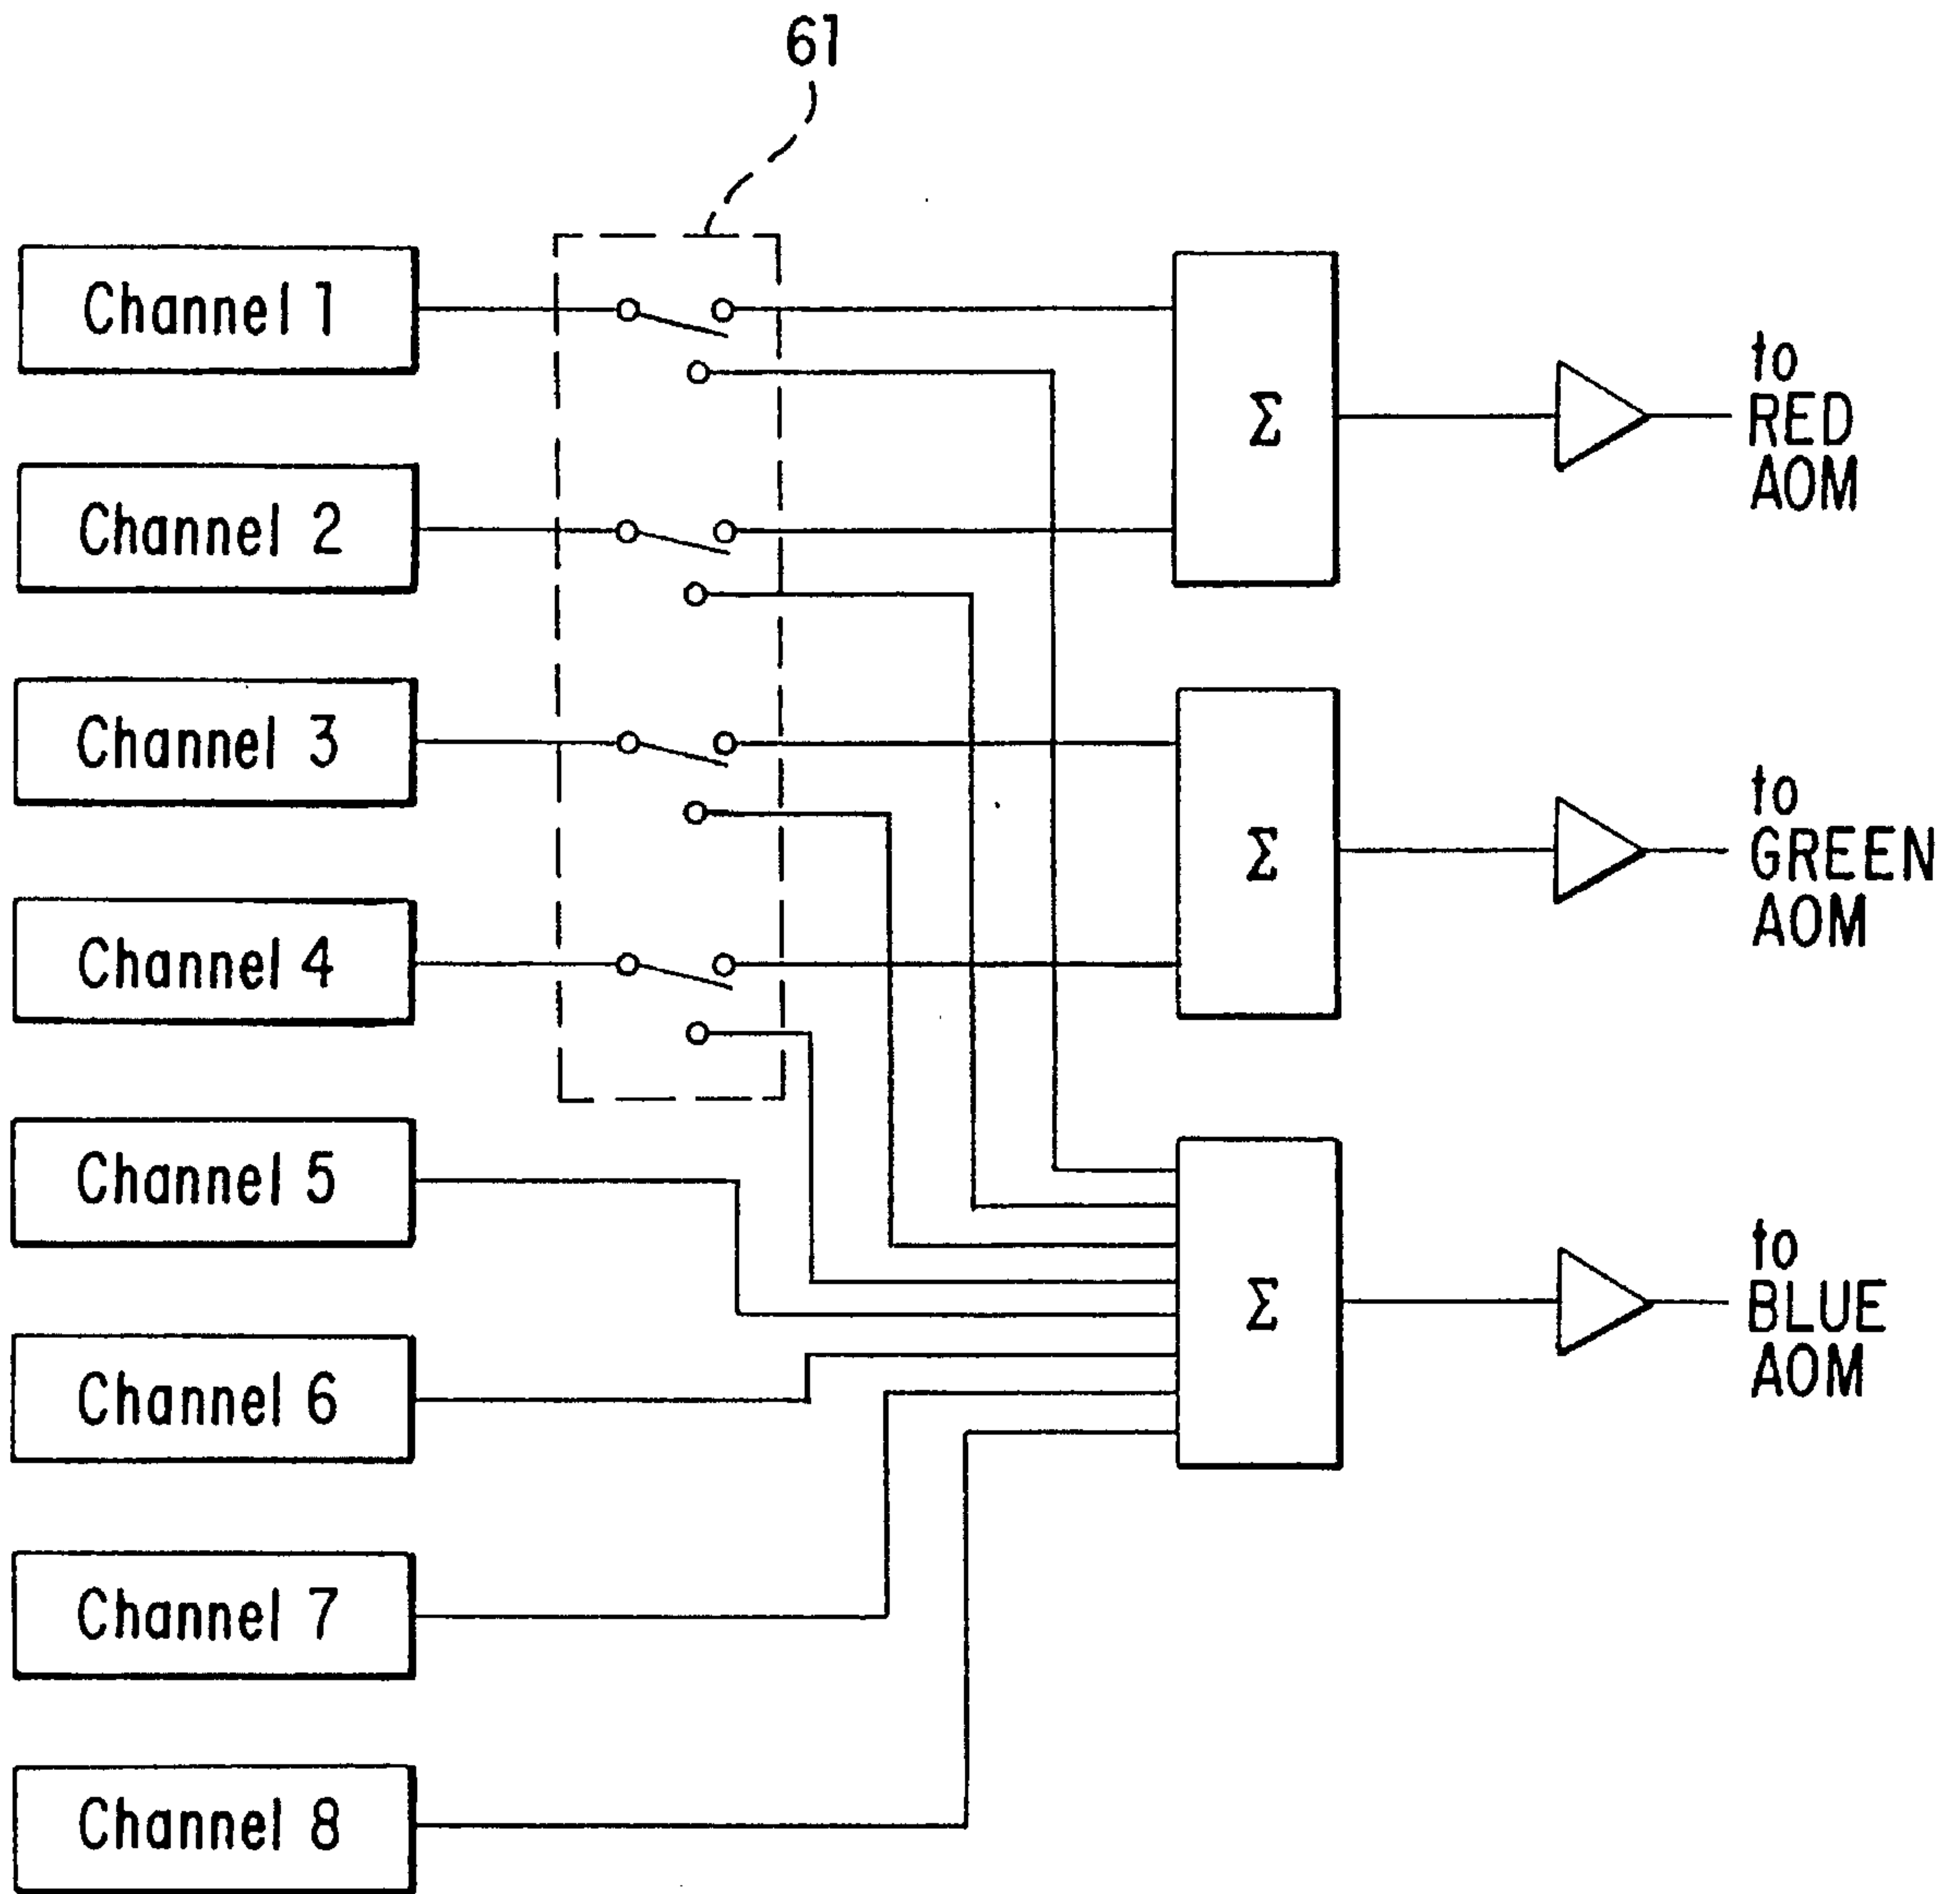 61
Channel 1
Channel 2
Channel 3
Channel 4
Channel 5
Channel 6
Channel 7
Channel 8
Σ
Σ
Σ
to
RED
AOM
to
GREEN
AOM
to
BLUE
AOM